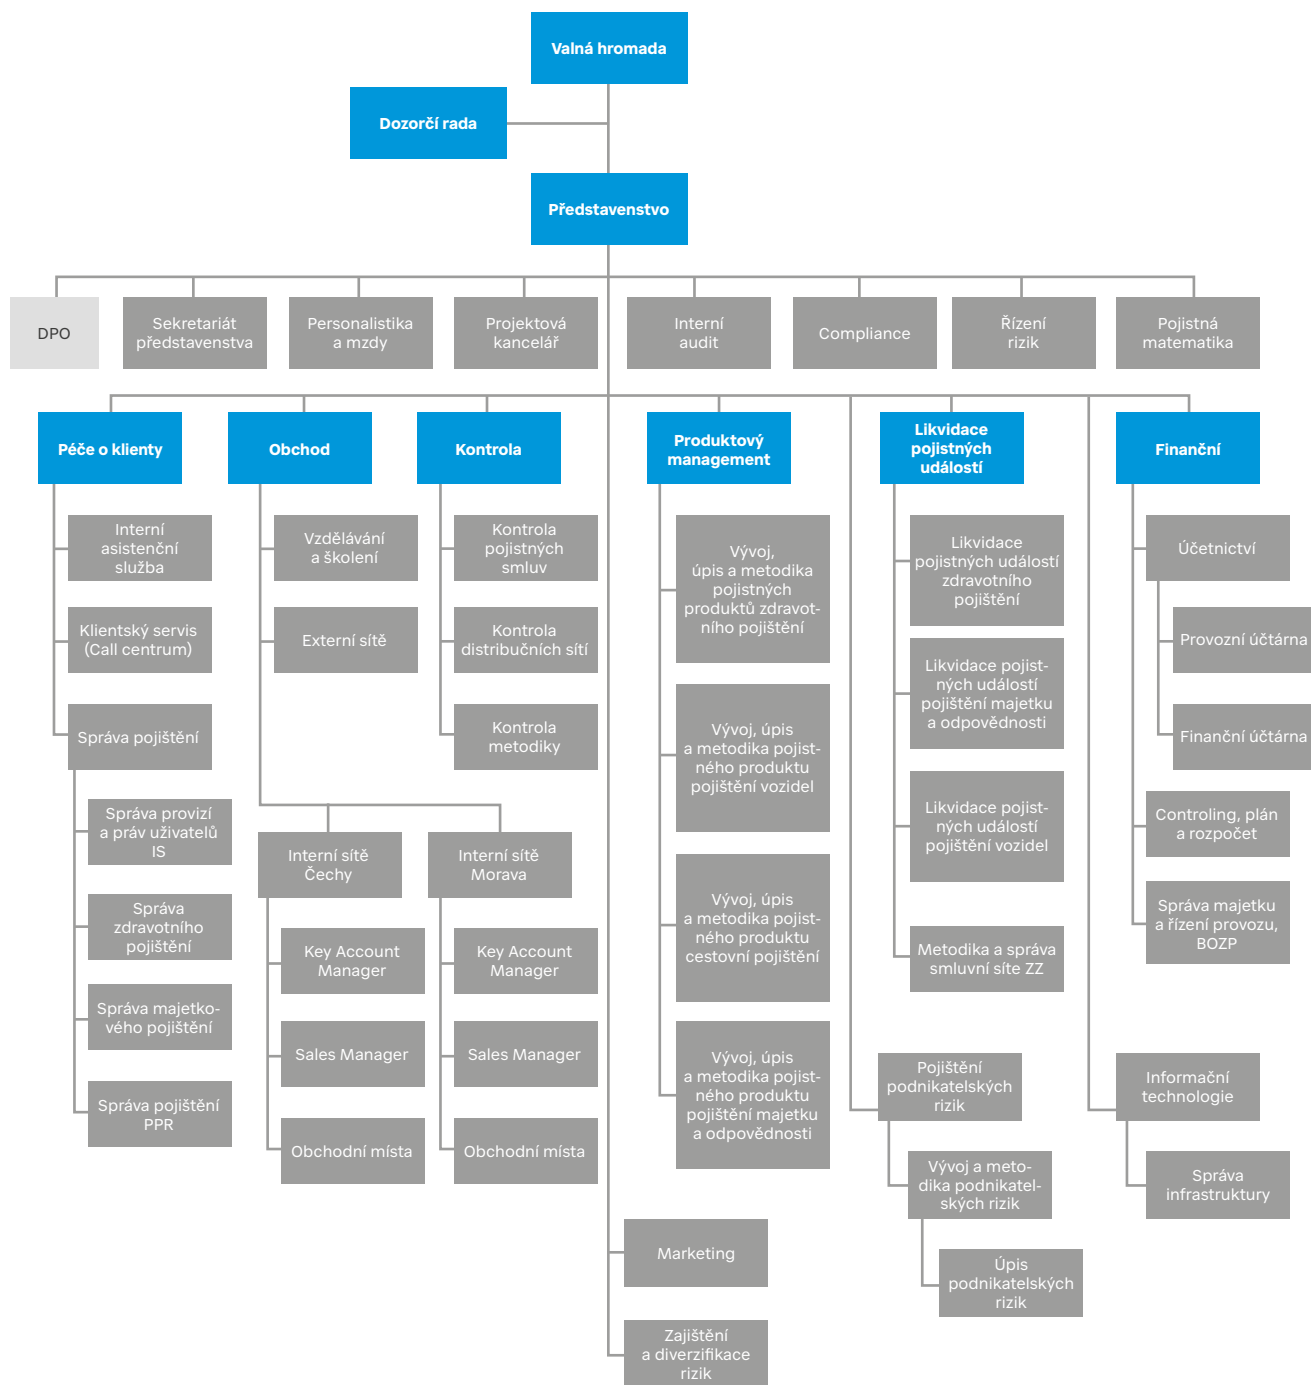 Valná hromada
Dozorčí rada
Představenstvo
DPO
Sekretariát
představenstva
Personalistika
a mzdy
Projektová
kancelář
Interní
audit
Compliance
Řízení
rizik
Pojistná
matematika
Péče o klienty
Obchod
Kontrola
Produktový
management
Likvidace
pojistných
událostí
Finanční
Interní
asistenční
služba
Klientský servis
(Call centrum)
Správa pojištění
Správa provizí
a práv uživatelů
IS
Správa
zdravotního
pojištění
Správa majetko-
vého pojištění
Správa pojištění
PPR
Vzdělávání
a školení
Externí sítě
Interní sítě
Čechy
Key Account
Manager
Sales Manager
Obchodní místa
Interní sítě
Morava
Key Account
Manager
Sales Manager
Obchodní místa
Kontrola
pojistných
smluv
Kontrola
distribučních sítí
Kontrola
metodiky
Vývoj,
úpis a metodika
pojistných
produktů zdravot-
ního pojištění
Vývoj, úpis
a metodika pojist-
ného produktu
pojištění vozidel
Vývoj, úpis
a metodika pojist-
ného produktu
cestovní pojištění
Vývoj, úpis
a metodika pojist-
ného produktu
pojištění majetku
a odpovědnosti
Likvidace
pojistných událostí
zdravotního
pojištění
Likvidace pojist-
ných událostí
pojištění majetku
a odpovědnosti
Likvidace pojist-
ných událostí
pojištění vozidel
Metodika a správa
smluvní síte ZZ
Pojištění
podnikatelských
rizik
Vývoj a meto-
dika podnikatel-
ských rizik
Úpis
podnikatelských
rizik
Účetnictví
Provozní účtárna
Finanční účtárna
Controling, plán
a rozpočet
Správa majetku
a řízení provozu,
BOZP
Informační
technologie
Správa
infrastruktury
Marketing
Zajištění
a diverzifikace
rizik